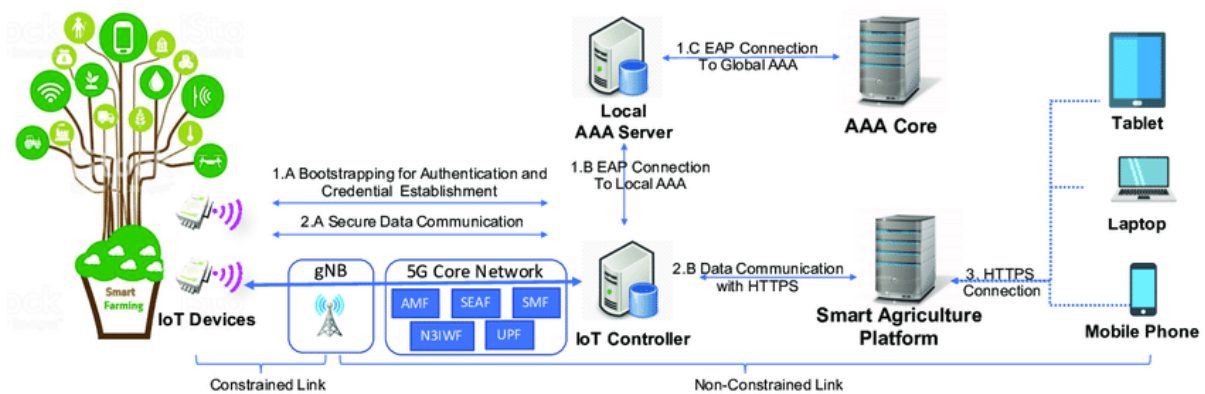 1.C EAP Connection
To Global AAA
Local
AAA Server
AAA Core
Tablet
1.A Bootstrapping for Authentication and
Credential Establishment
1.B EAP Connection
To Local AAA
2.A Secure Data Communication
Laptop
gNB
5G Core Network
AMF
SEAF
SMF
N3IWF
UPF
2.B Data Communication
with HTTPS
3. HTTPS
Connection
Smart
Farming
IoT Devices
IoT Controller
Smart Agriculture
Platform
Mobile Phone
Constrained Link
Non-Constrained Link